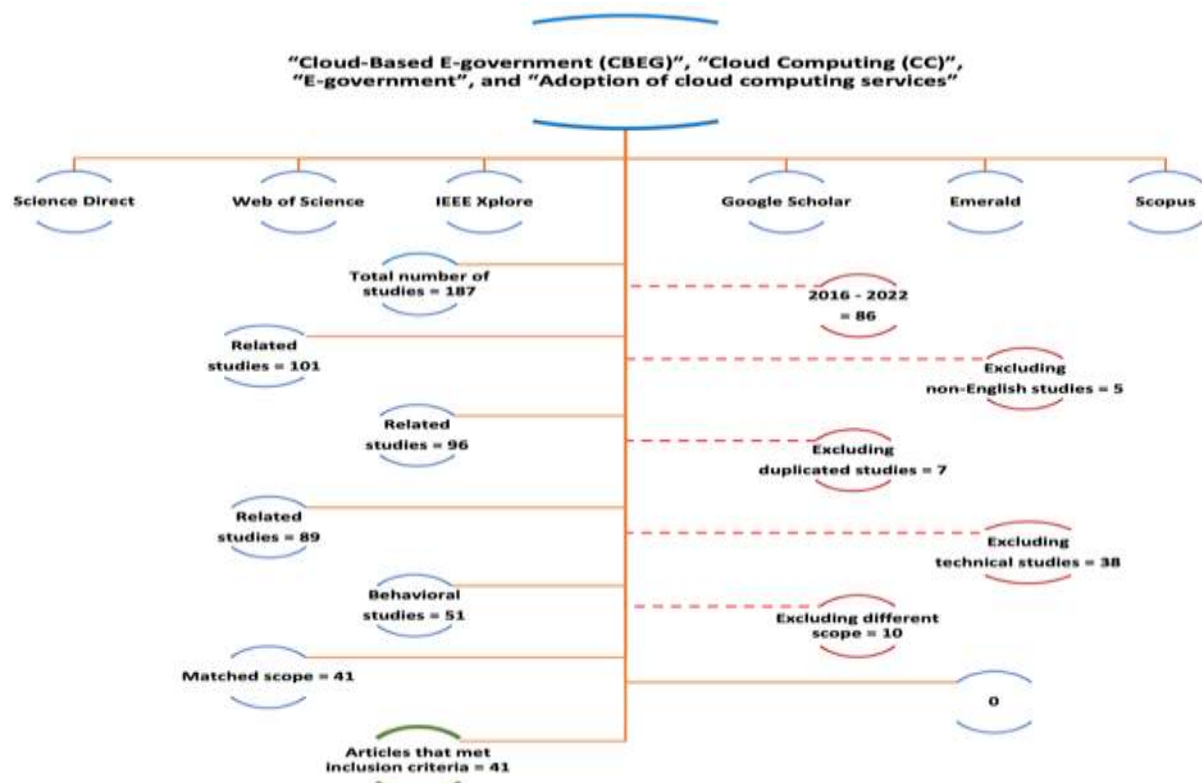 “Cloud-Based E-government (CBEG)”, “Cloud Computing (CC)”,
“E-government”, and “Adoption of cloud computing services”
Science Direct
Web of Science
IEEE Xplore
Google Scholar
Emerald
Scopus
Total number of
studies = 187
2016 - 2022
= 86
Related
studies = 101
Excluding
non-English studies = 5
Related
studies = 96
Excluding
duplicated studies = 7
Related
studies = 89
Excluding
technical studies = 38
Behavioral
studies = 51
Excluding different
scope = 10
Matched scope = 41
0
Articles that met
inclusion criteria = 41